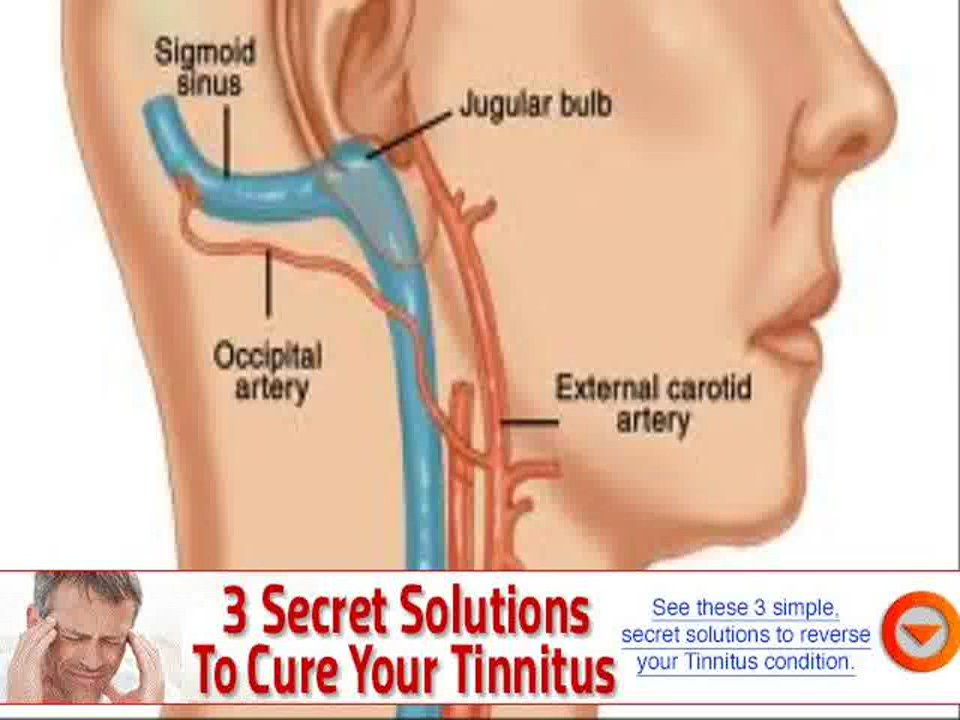 Sigmoid
sinus
Jugular bulb
Occipital
artery
External carotid
artery
3 Secret Solutions
To Cure Your Tinnitus
See these 3 simple,
secret solutions to reverse
your Tinnitus condition.